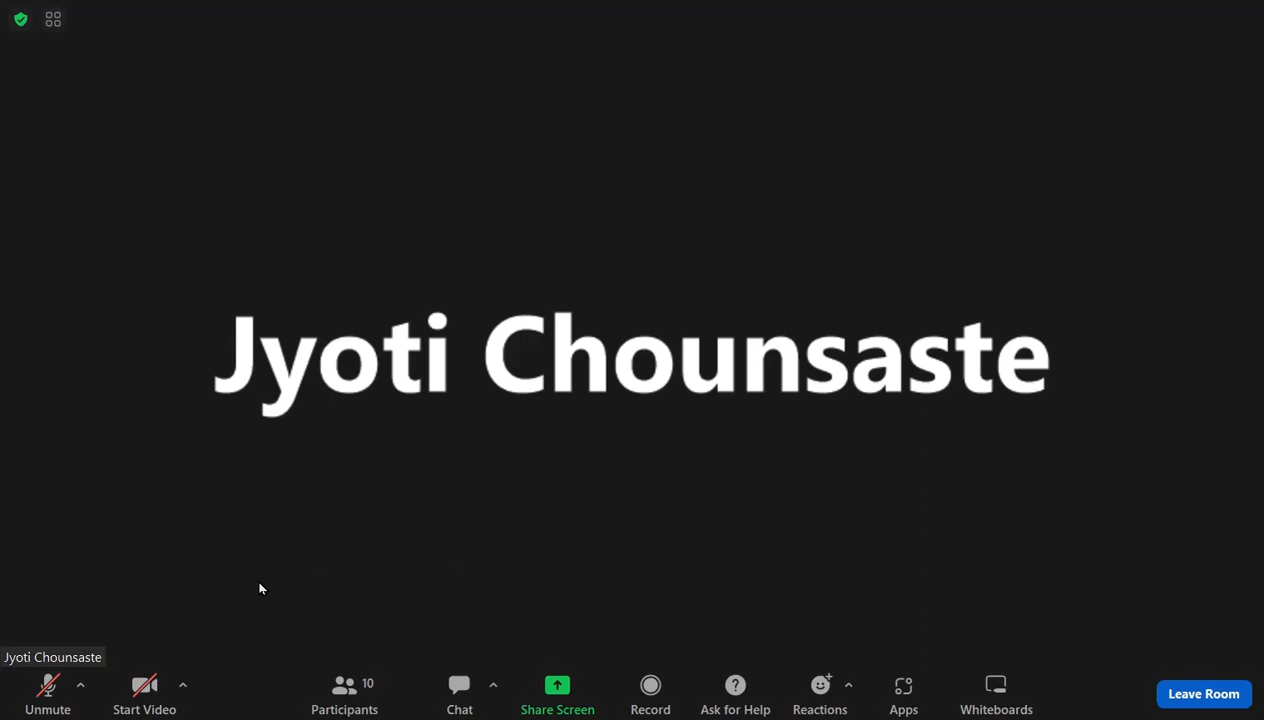 Jyoti Chounsaste
Jyoti Chounsaste
Unmute
Start Video
10
Participants
Chat
Share Screen
Record
Ask for Help
Reactions
Apps
Whiteboards
Leave Room